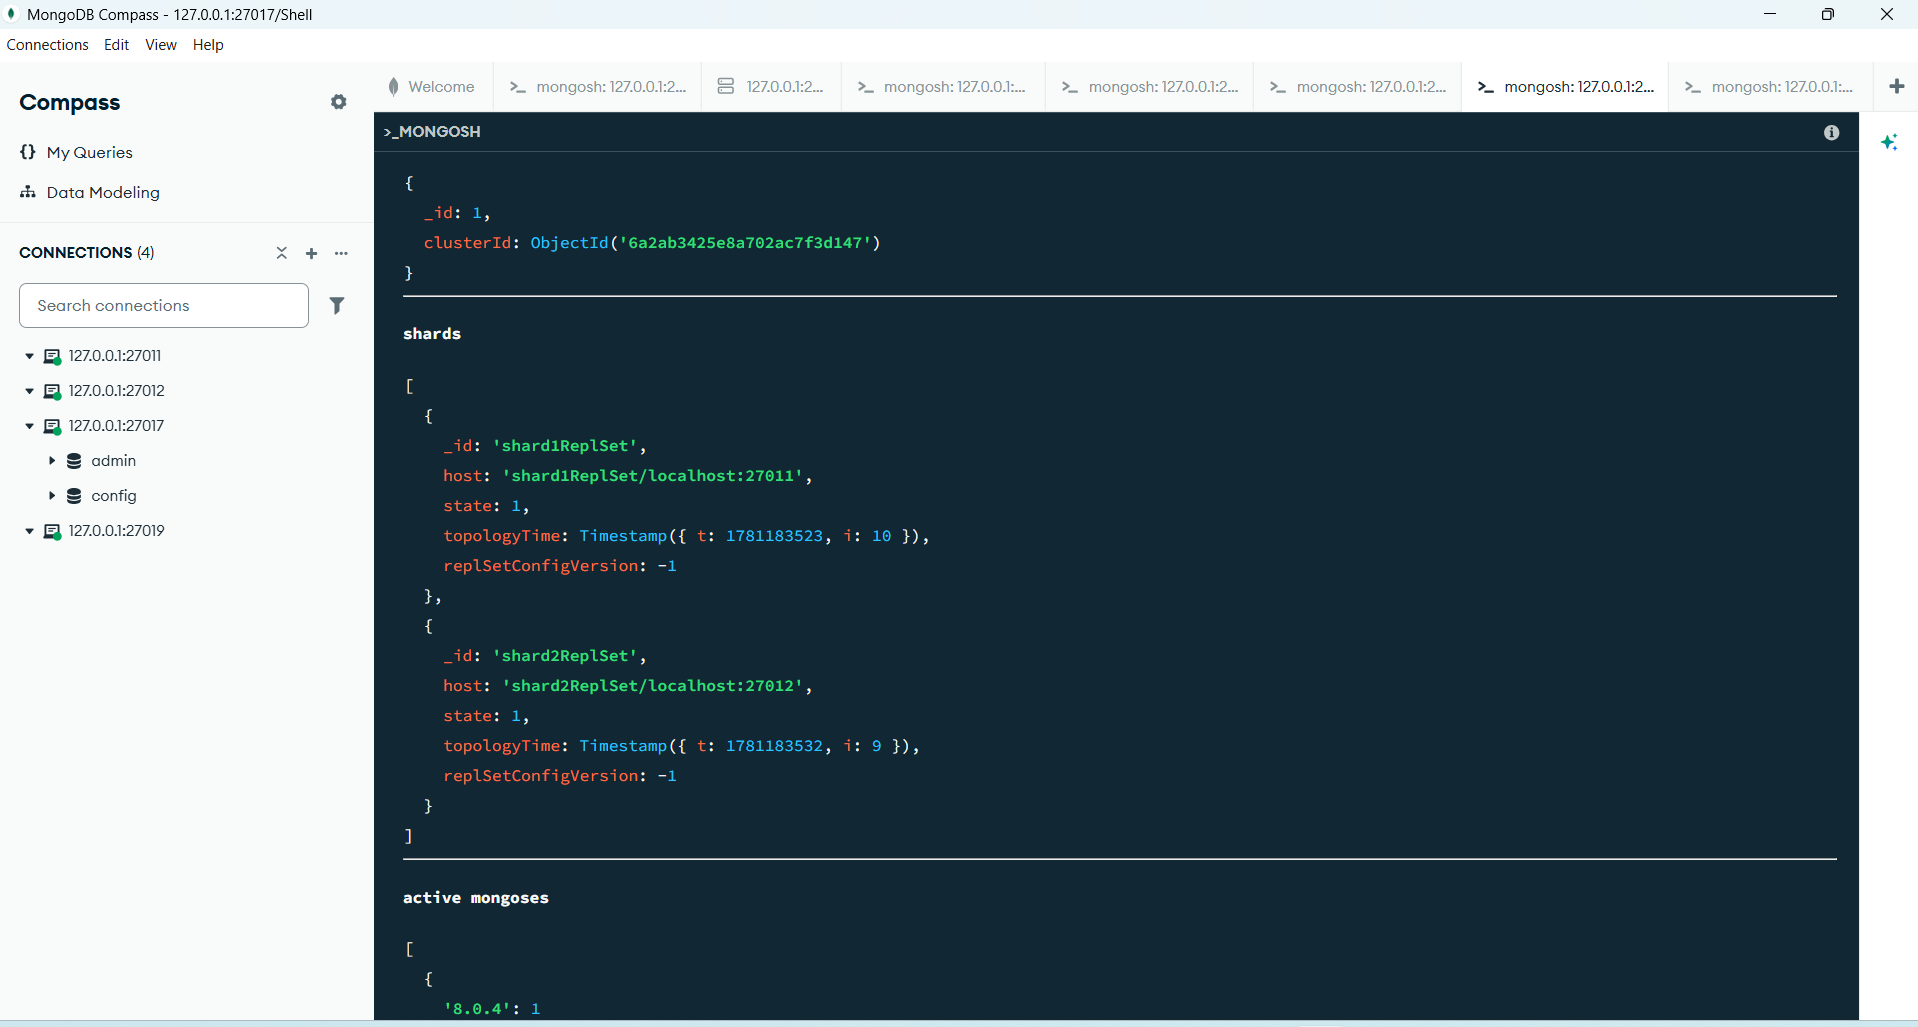 MongoDB Compass - 127.0.0.1:27017/Shell
Connections Edit View Help
Compass
My Queries
Data Modeling
CONNECTIONS (4)
Search connections
127.0.0.1:27011
127.0.0.1:27012
127.0.0.1:27017
admin
config
127.0.0.1:27019
Welcome
mongosh: 127.0.0.1:2...
127.0.0.1:2...
mongosh: 127.0.0.1:...
mongosh: 127.0.0.1:2...
mongosh: 127.0.0.1:2...
mongosh: 127.0.0.1:2...
mongosh: 127.0.0.1:...
>_MONGOSH
{
_id: 1,
clusterId: ObjectId('6a2ab3425e8a702ac7f3d147')
}
shards
[
{
_id: 'shard1ReplSet',
host: 'shard1ReplSet/localhost:27011',
state: 1,
topologyTime: Timestamp({ t: 1781183523, i: 10 }),
replSetConfigVersion: -1
},
{
_id: 'shard2ReplSet',
host: 'shard2ReplSet/localhost:27012',
state: 1,
topologyTime: Timestamp({ t: 1781183532, i: 9 }),
replSetConfigVersion: -1
}
]
active mongoses
[
{
'8.0.4': 1